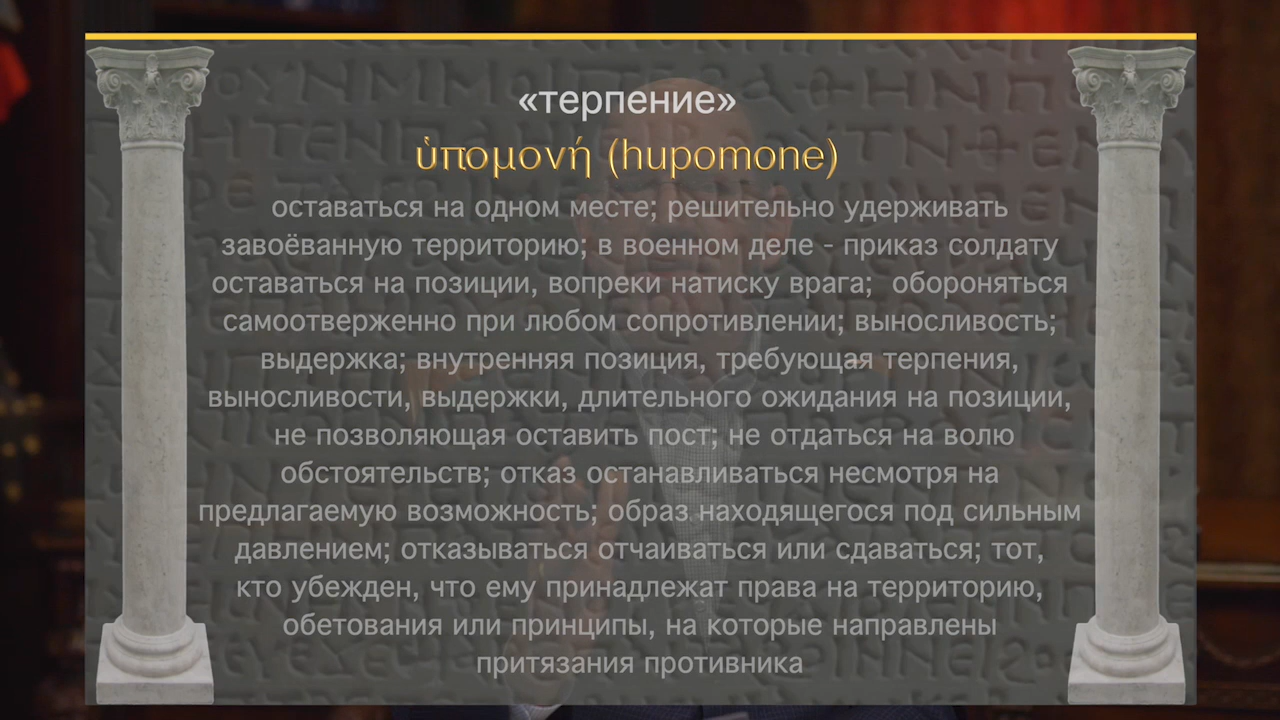 «терпение»
ὑπομονή (hupomone)
оставаться на одном месте; решительно удерживать
завоёванную территорию; в военном деле - приказ солдату
оставаться на позиции, вопреки натиску врага; обороняться
самоотверженно при любом сопротивлении; выносливость;
выдержка; внутренняя позиция, требующая терпения,
выносливости, выдержки, длительного ожидания на позиции,
не позволяющая оставить пост; не отдаться на волю
обстоятельств; отказ останавливаться несмотря на
предлагаемую возможность; образ находящегося под сильным
давлением; отказываться отчаиваться или сдаваться; тот,
кто убежден, что ему принадлежат права на территорию,
обетования или принципы, на которые направлены
притязания противника